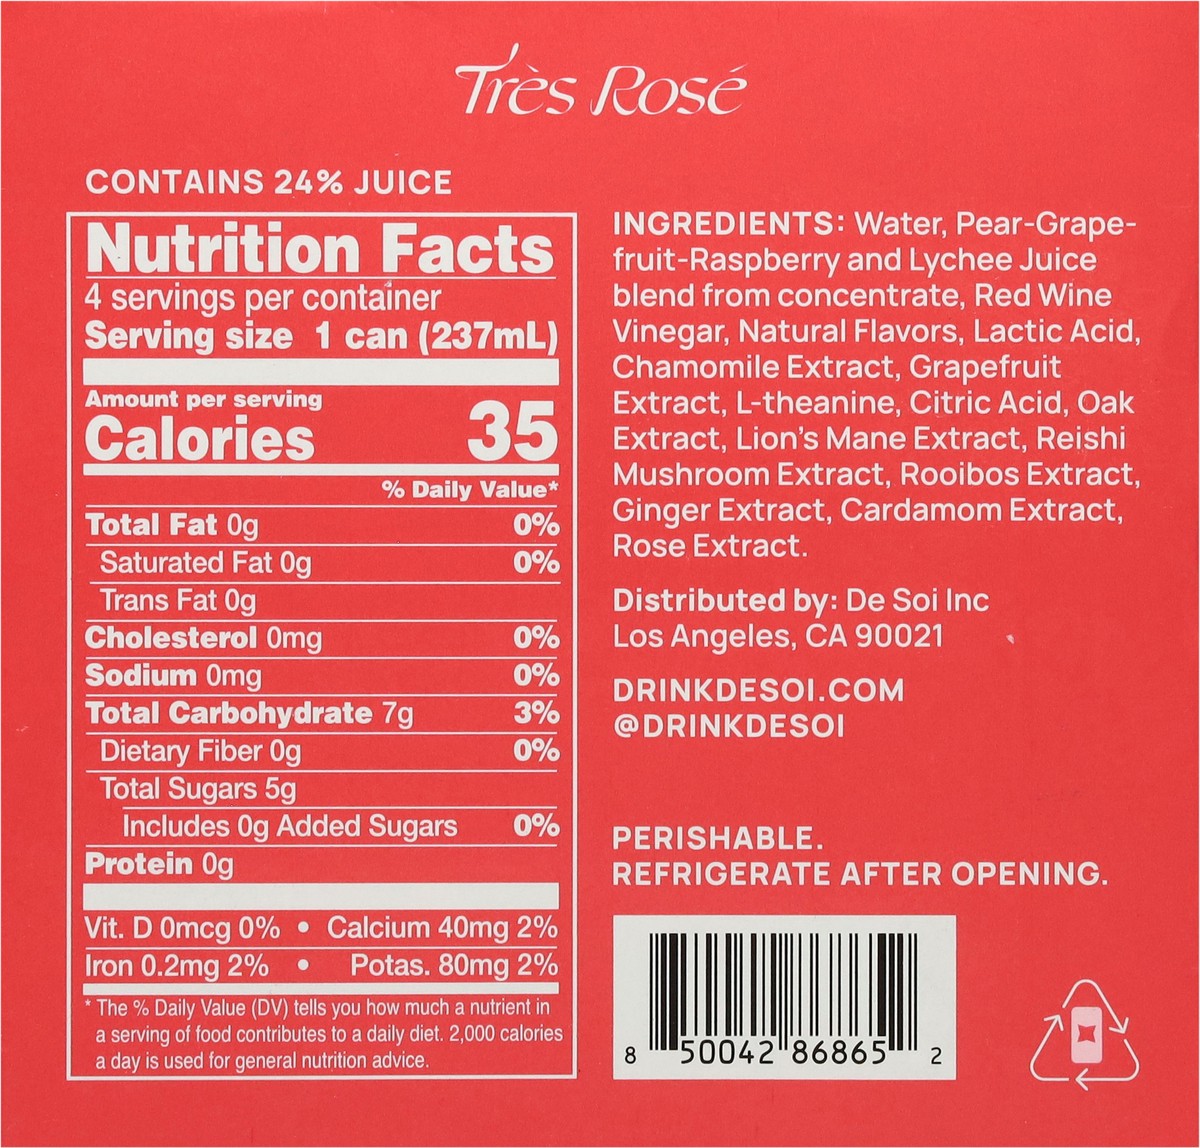 Très Rosé
CONTAINS 24% JUICE
Nutrition Facts
4 servings per container
Serving size 1 can (237mL)
Amount per serving
Calories 35
% Daily Value*
Total Fat 0g 0%
Saturated Fat 0g 0%
Trans Fat 0g
Cholesterol 0mg 0%
Sodium 0mg 0%
Total Carbohydrate 7g 3%
Dietary Fiber 0g 0%
Total Sugars 5g
Includes 0g Added Sugars 0%
Protein 0g
Vit. D 0mcg 0% • Calcium 40mg 2%
Iron 0.2mg 2% • Potas. 80mg 2%
* The % Daily Value (DV) tells you how much a nutrient in
a serving of food contributes to a daily diet. 2,000 calories
a day is used for general nutrition advice.
INGREDIENTS: Water, Pear-Grape-
fruit-Raspberry and Lychee Juice
blend from concentrate, Red Wine
Vinegar, Natural Flavors, Lactic Acid,
Chamomile Extract, Grapefruit
Extract, L-theanine, Citric Acid, Oak
Extract, Lion's Mane Extract, Reishi
Mushroom Extract, Rooibos Extract,
Ginger Extract, Cardamom Extract,
Rose Extract.
Distributed by: De Soi Inc
Los Angeles, CA 90021
DRINKDESOI.COM
@DRINKDESOI
PERISHABLE.
REFRIGERATE AFTER OPENING.
8 50042 86865 2